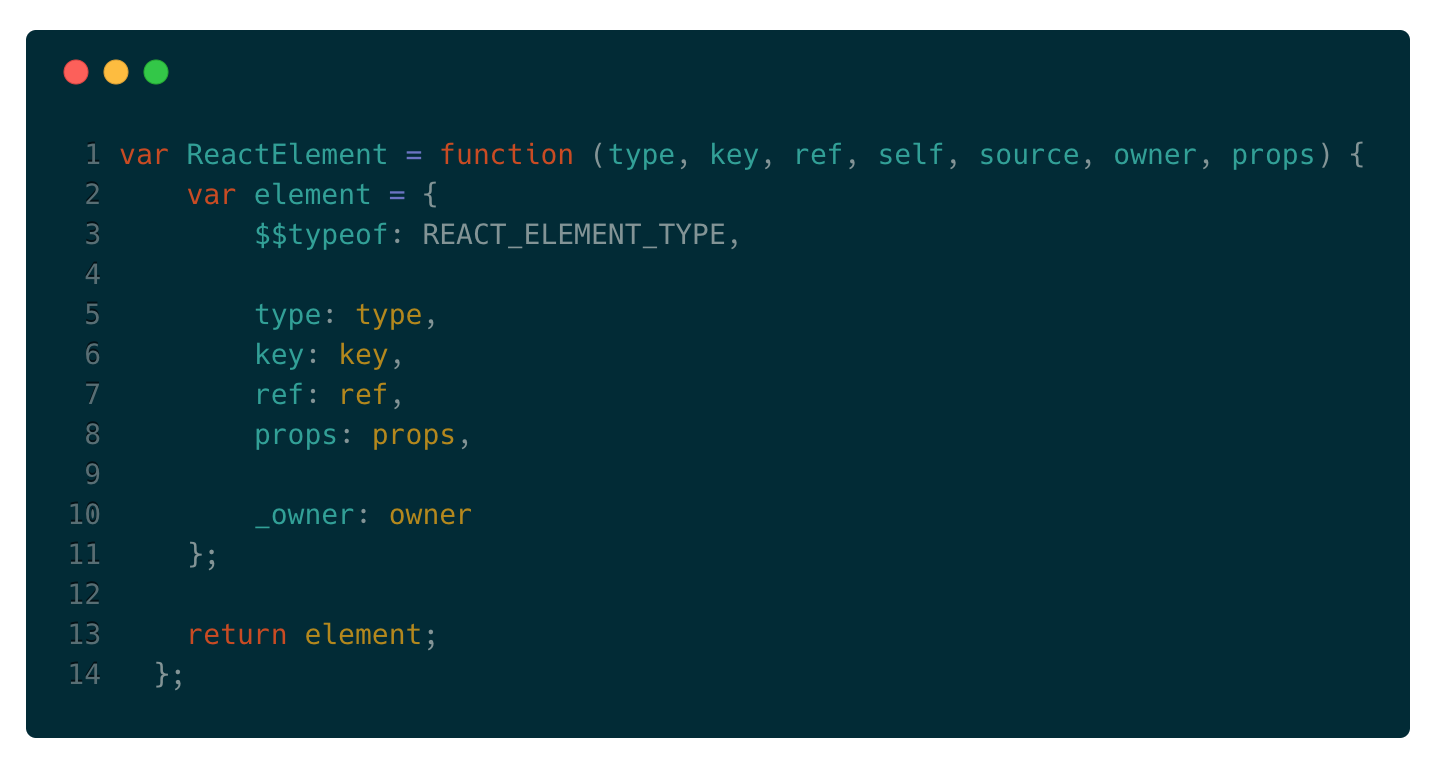 1 var ReactElement = function (type, key, ref, self, source, owner, props) {
2     var element = {
3         $$typeof: REACT_ELEMENT_TYPE,
4
5         type: type,
6         key: key,
7         ref: ref,
8         props: props,
9
10         _owner: owner
11     };
12
13     return element;
14   };